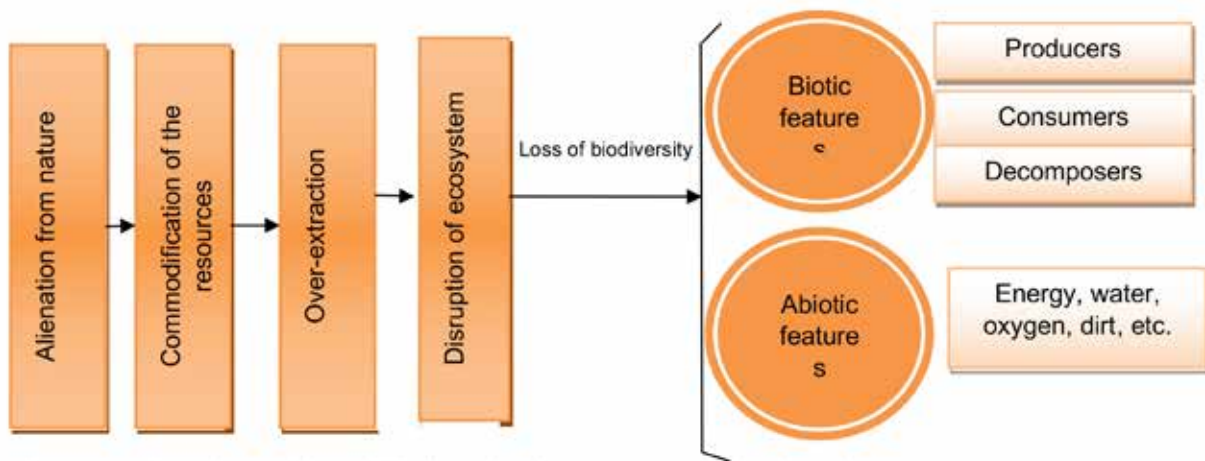 Alienation from nature
Commodification of the
resources
Over-extraction
Disruption of ecosystem
Loss of biodiversity
Biotic
feature
s
Producers
Consumers
Decomposers
Abiotic
feature
s
Energy, water,
oxygen, dirt, etc.